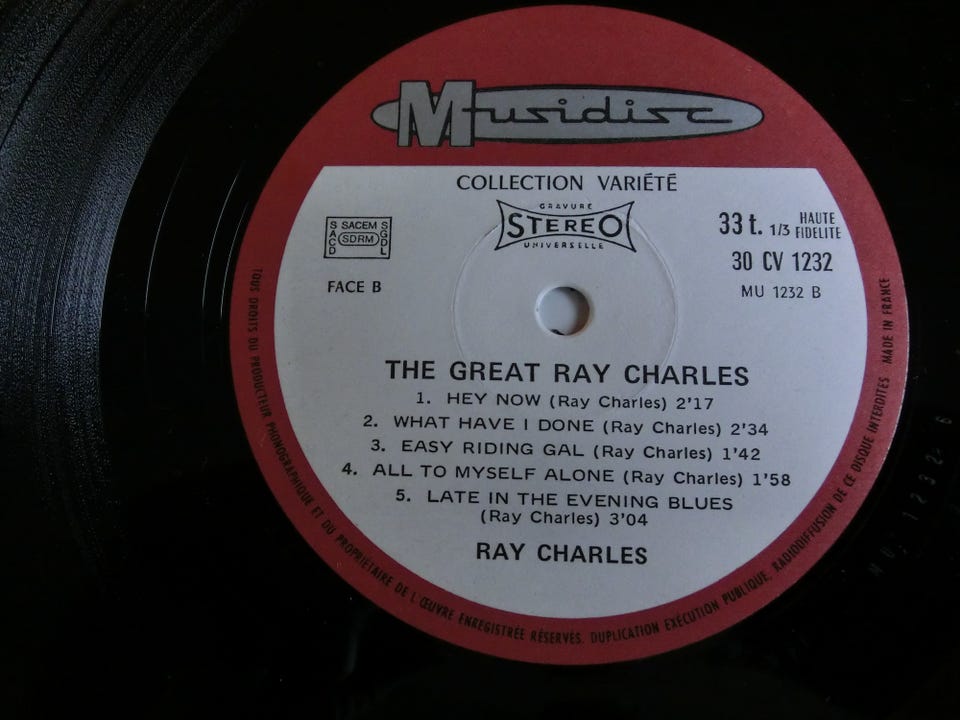 Musidisc
COLLECTION VARIÉTÉ
GRAVURE
STEREO
UNIVERSELLE
SACEM
SACD
SDRM
SGDL
FACE B
33 t. 1/3 HAUTE FIDELITE
30 CV 1232
MU 1232 B
THE GREAT RAY CHARLES
1. HEY NOW (Ray Charles) 2'17
2. WHAT HAVE I DONE (Ray Charles) 2'34
3. EASY RIDING GAL (Ray Charles) 1'42
4. ALL TO MYSELF ALONE (Ray Charles) 1'58
5. LATE IN THE EVENING BLUES
(Ray Charles) 3'04
RAY CHARLES
TOUS DROITS DU PRODUCTEUR PHONOGRAPHIQUE ET DU PROPRIÉTAIRE DE L'ŒUVRE ENREGISTRÉE RÉSERVÉS. DUPLICATION EXÉCUTION PUBLIQUE, RADIODIFFUSION DE CE DISQUE INTERDITES MADE IN FRANCE